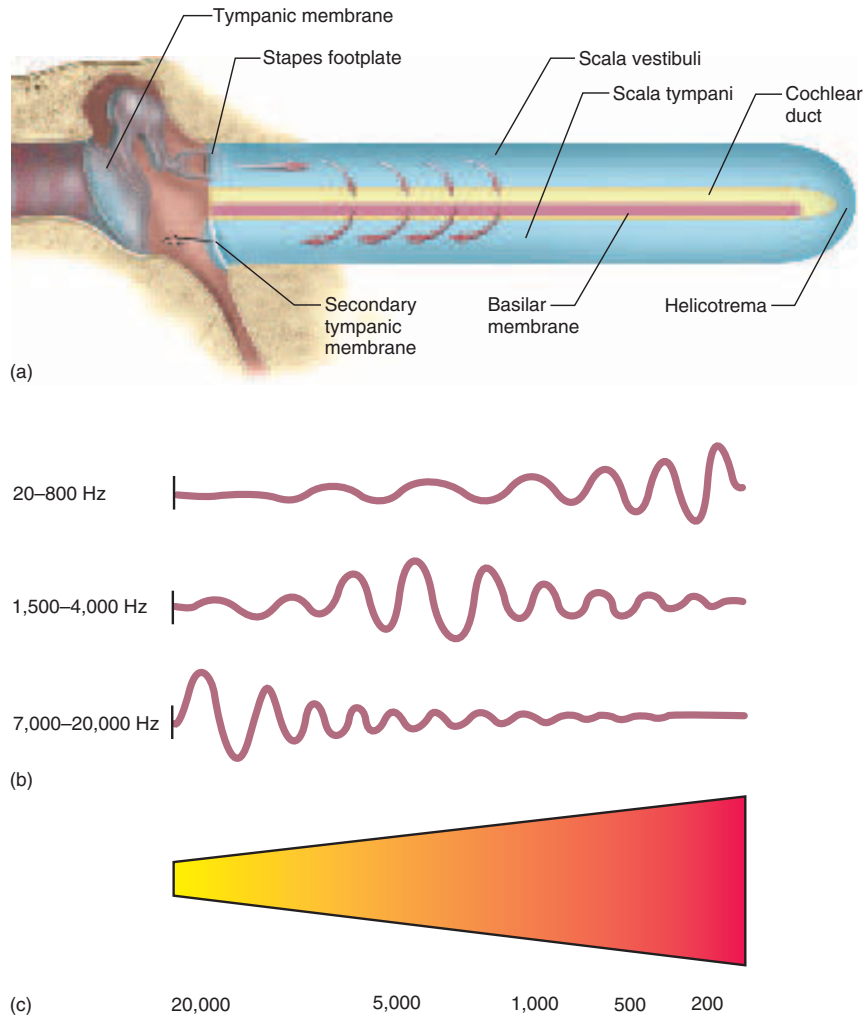 Tympanic membrane
Stapes footplate
Scala vestibuli
Scala tympani
Cochlear
duct
Secondary
tympanic
membrane
Basilar
membrane
Helicotrema
(a)
20–800 Hz
1,500–4,000 Hz
7,000–20,000 Hz
(b)
(c) 20,000 5,000 1,000 500 200